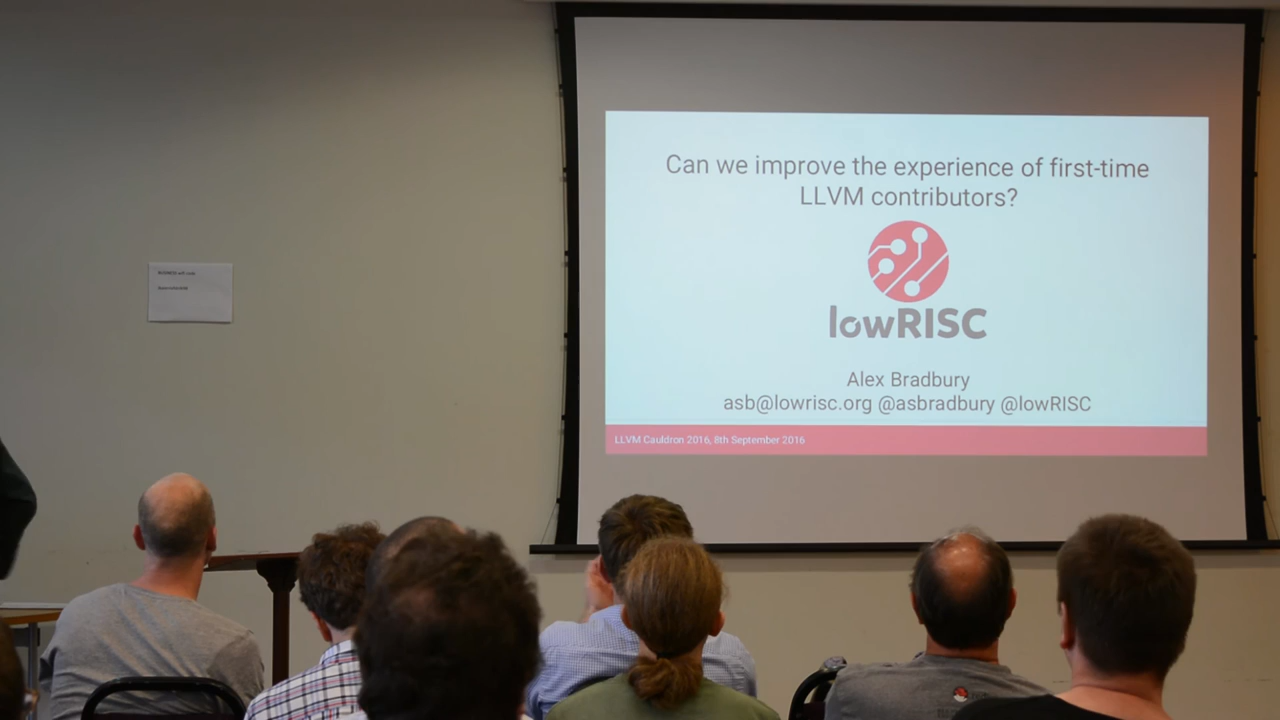 Can we improve the experience of first-time
LLVM contributors?
lowRISC
Alex Bradbury
asb@lowrisc.org @asbradbury @lowRISC
LLVM Cauldron 2016, 8th September 2016